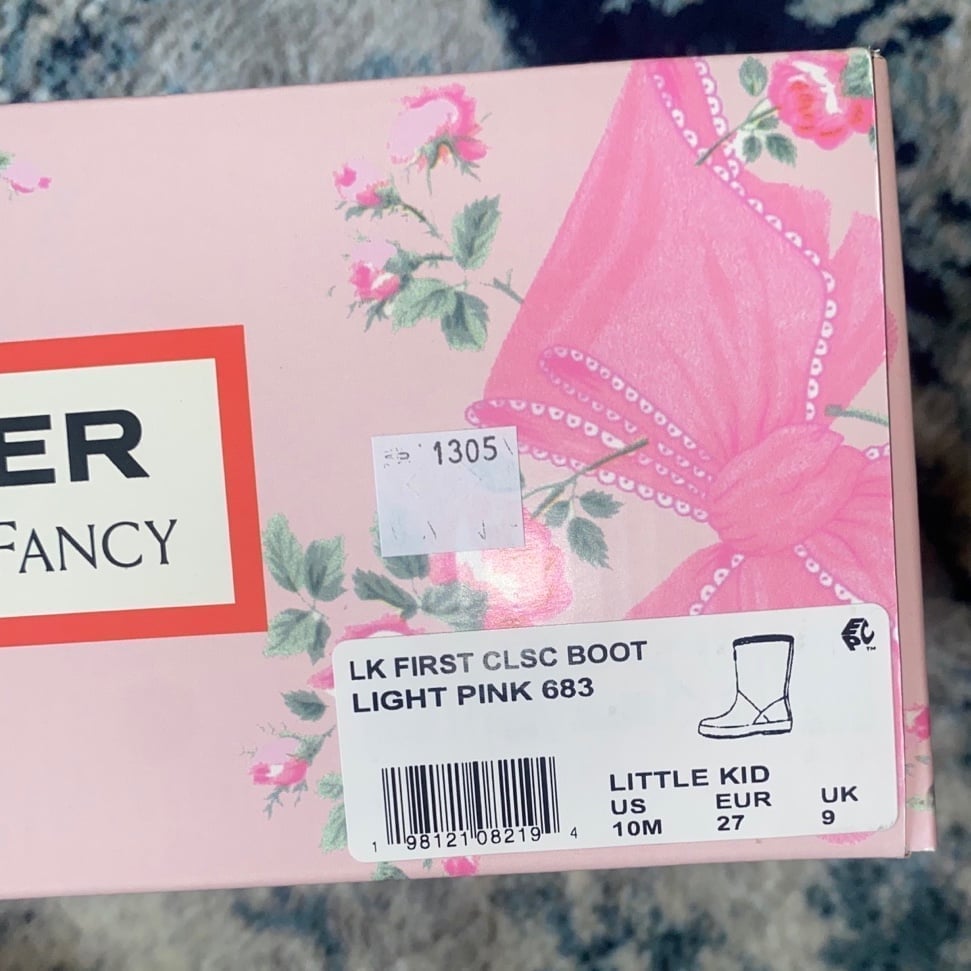 ER
FANCY
1305
LK FIRST CLSC BOOT
LIGHT PINK 683
LITTLE KID
US EUR UK
10M 27 9
1 98121 08219 4